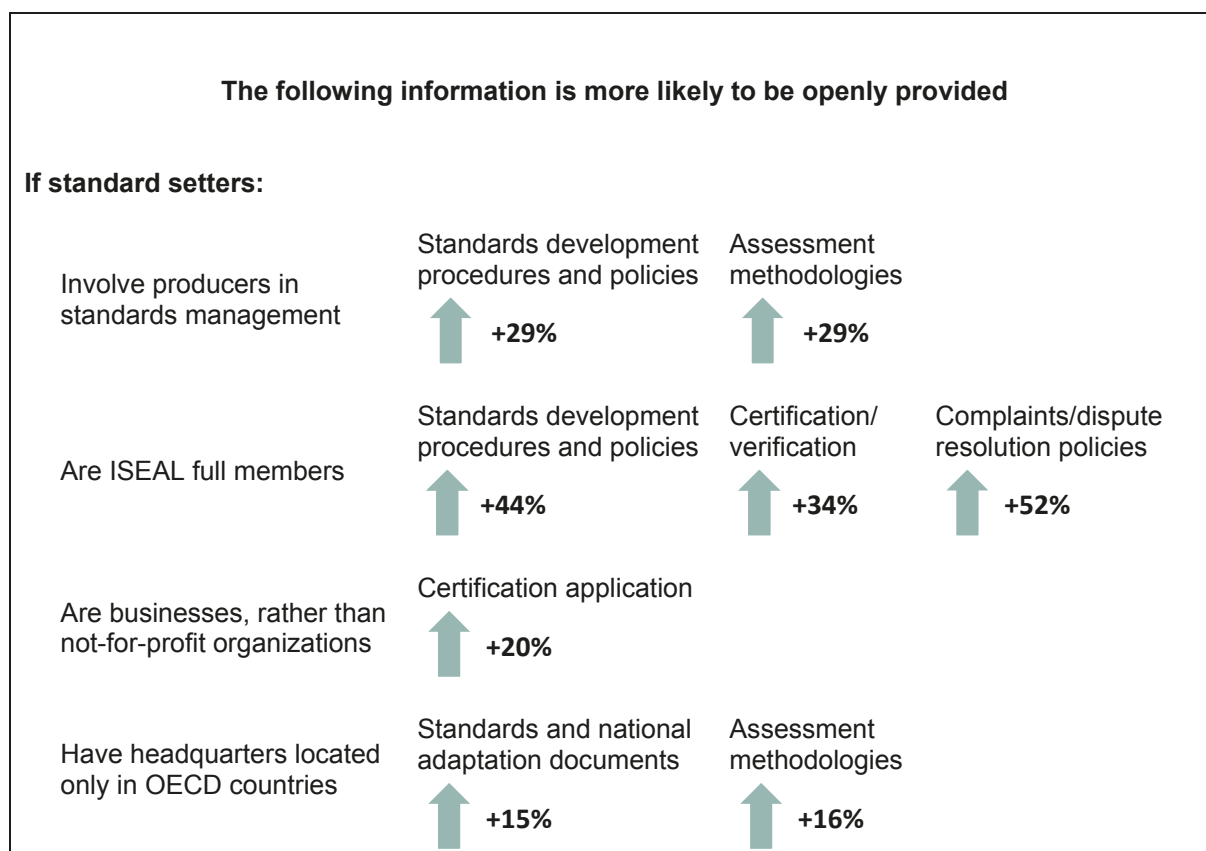 The following information is more likely to be openly provided
If standard setters:
Involve producers in
standards management
Standards development
procedures and policies
+29%
Assessment
methodologies
+29%
Are ISEAL full members
Standards development
procedures and policies
+44%
Certification/
verification
+34%
Complaints/dispute
resolution policies
+52%
Are businesses, rather than
not-for-profit organizations
Certification application
+20%
Have headquarters located
only in OECD countries
Standards and national
adaptation documents
+15%
Assessment
methodologies
+16%